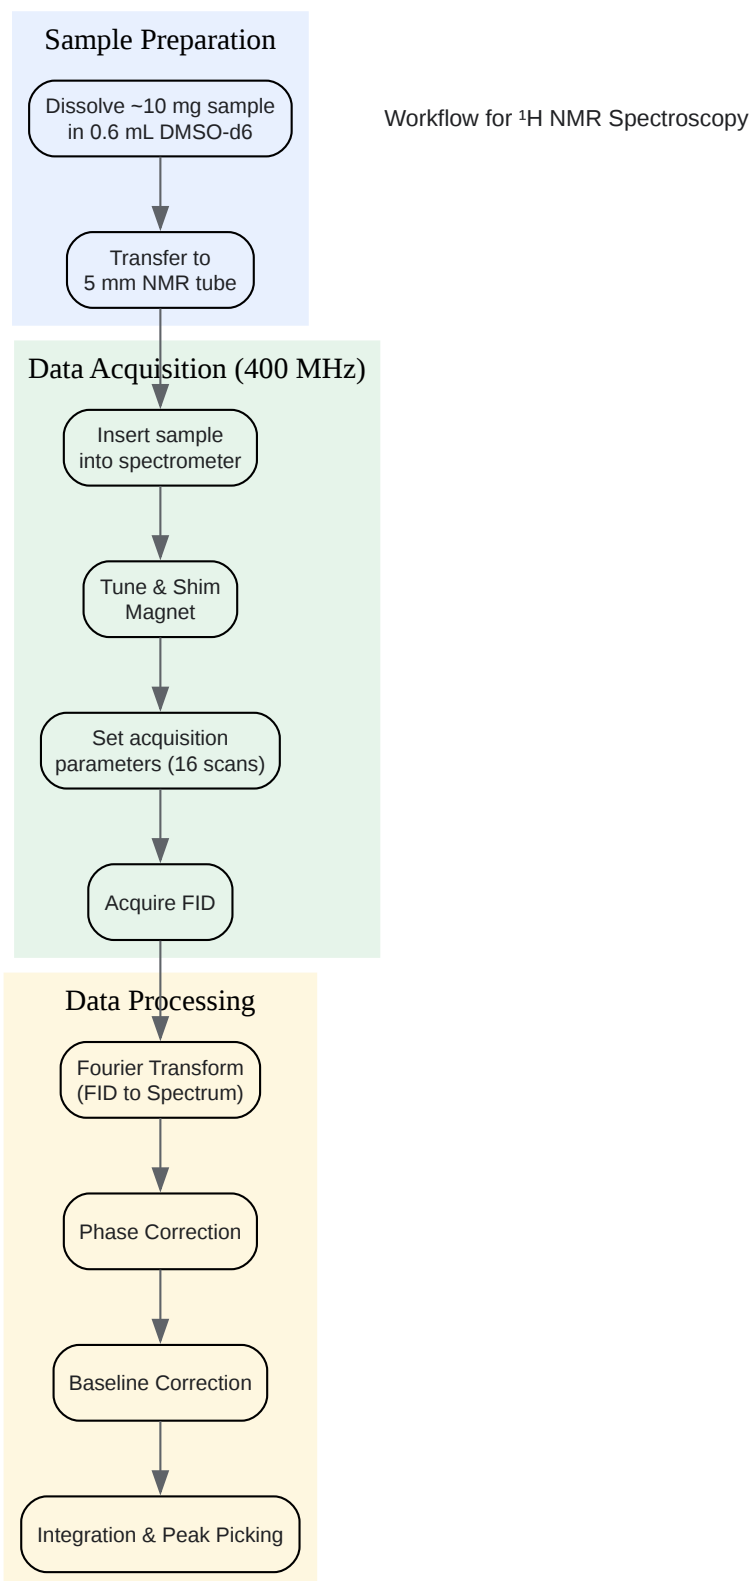 Sample Preparation
Dissolve ~10 mg sample
in 0.6 mL DMSO-d6
Workflow for ¹H NMR Spectroscopy
Transfer to
5 mm NMR tube
Data Acquisition (400 MHz)
Insert sample
into spectrometer
Tune & Shim
Magnet
Set acquisition
parameters (16 scans)
Acquire FID
Data Processing
Fourier Transform
(FID to Spectrum)
Phase Correction
Baseline Correction
Integration & Peak Picking